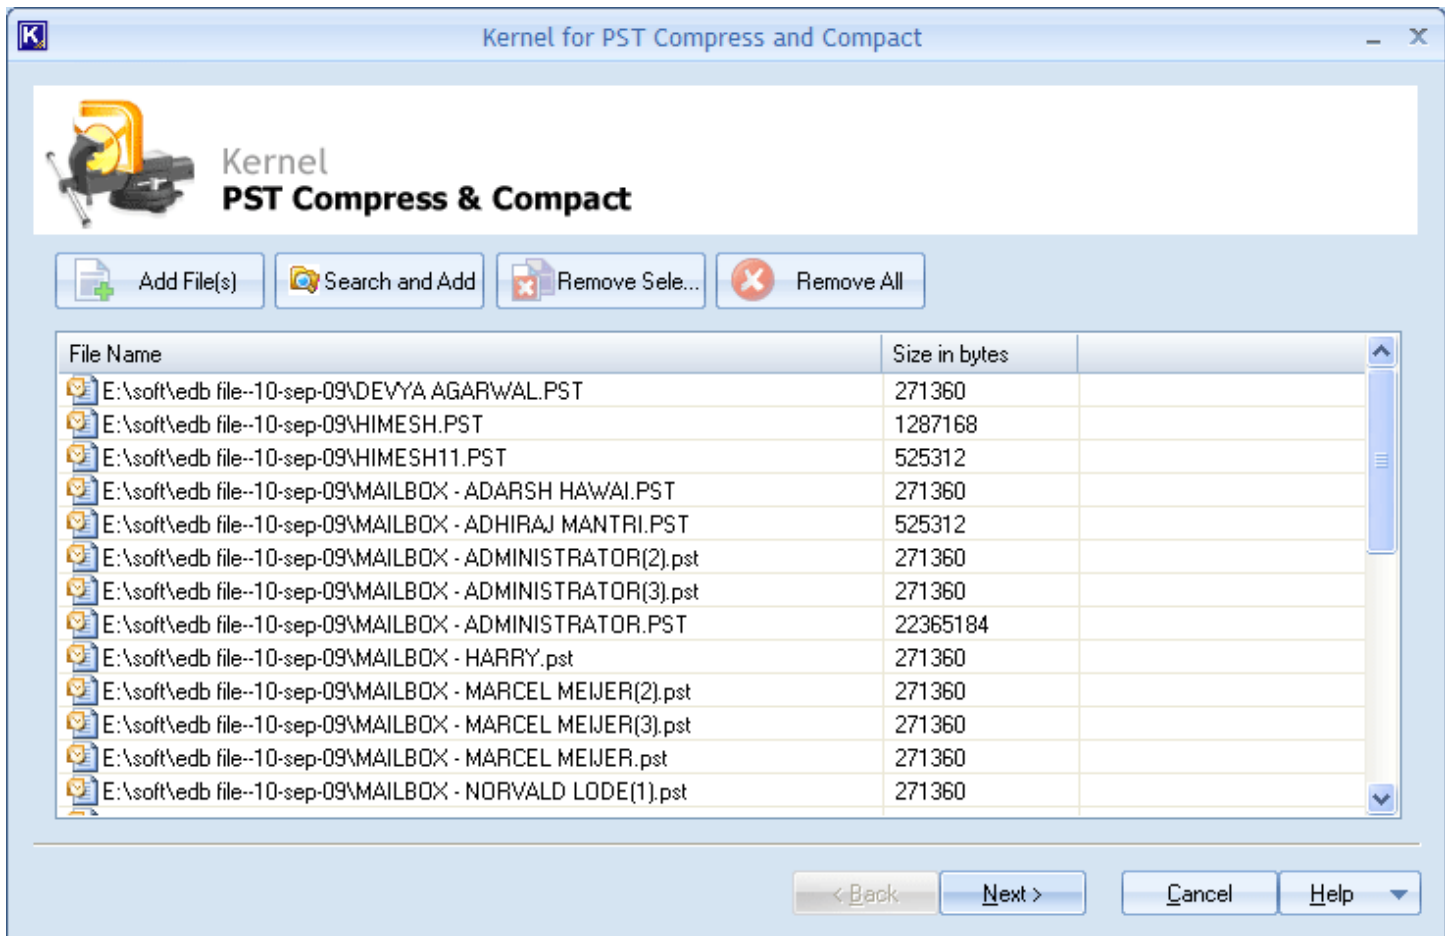 Kernel for PST Compress and Compact
Kernel
PST Compress & Compact
Add File(s) Search and Add Remove Sele... Remove All
File Name Size in bytes
E:\soft\edb file--10-sep-09\DEVYA AGARWAL.PST 271360
E:\soft\edb file--10-sep-09\HIMESH.PST 1287168
E:\soft\edb file--10-sep-09\HIMESH11.PST 525312
E:\soft\edb file--10-sep-09\MAILBOX - ADARSH HAWAI.PST 271360
E:\soft\edb file--10-sep-09\MAILBOX - ADHIRAJ MANTRI.PST 525312
E:\soft\edb file--10-sep-09\MAILBOX - ADMINISTRATOR(2).pst 271360
E:\soft\edb file--10-sep-09\MAILBOX - ADMINISTRATOR(3).pst 271360
E:\soft\edb file--10-sep-09\MAILBOX - ADMINISTRATOR.PST 22365184
E:\soft\edb file--10-sep-09\MAILBOX - HARRY.pst 271360
E:\soft\edb file--10-sep-09\MAILBOX - MARCEL MEIJER(2).pst 271360
E:\soft\edb file--10-sep-09\MAILBOX - MARCEL MEIJER(3).pst 271360
E:\soft\edb file--10-sep-09\MAILBOX - MARCEL MEIJER.pst 271360
E:\soft\edb file--10-sep-09\MAILBOX - NORVALD LODE(1).pst 271360
< Back Next > Cancel Help